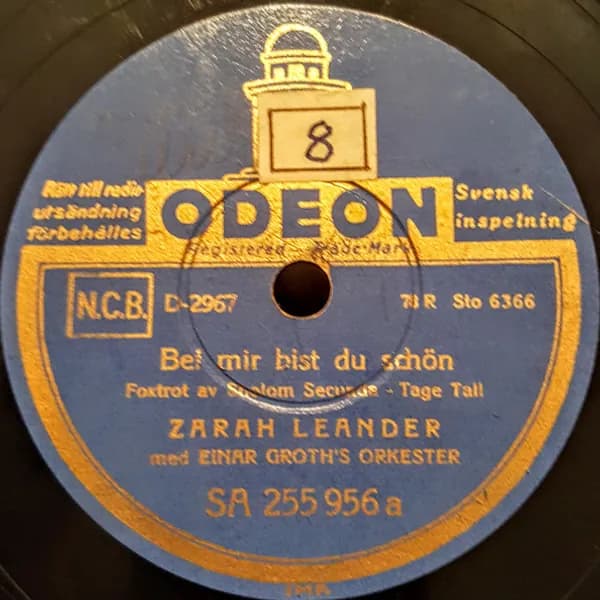 8
Rätt till radio-
utsändning
förbehålles
ODEON
Svensk
inspelning
Registered Trade-Mark
N.C.B.
D-2967
78 R Sto 6366
Bei mir bist du schön
Foxtrot av Sholom Secunda - Tage Tall
ZARAH LEANDER
med EINAR GROTH'S ORKESTER
SA 255 956 a